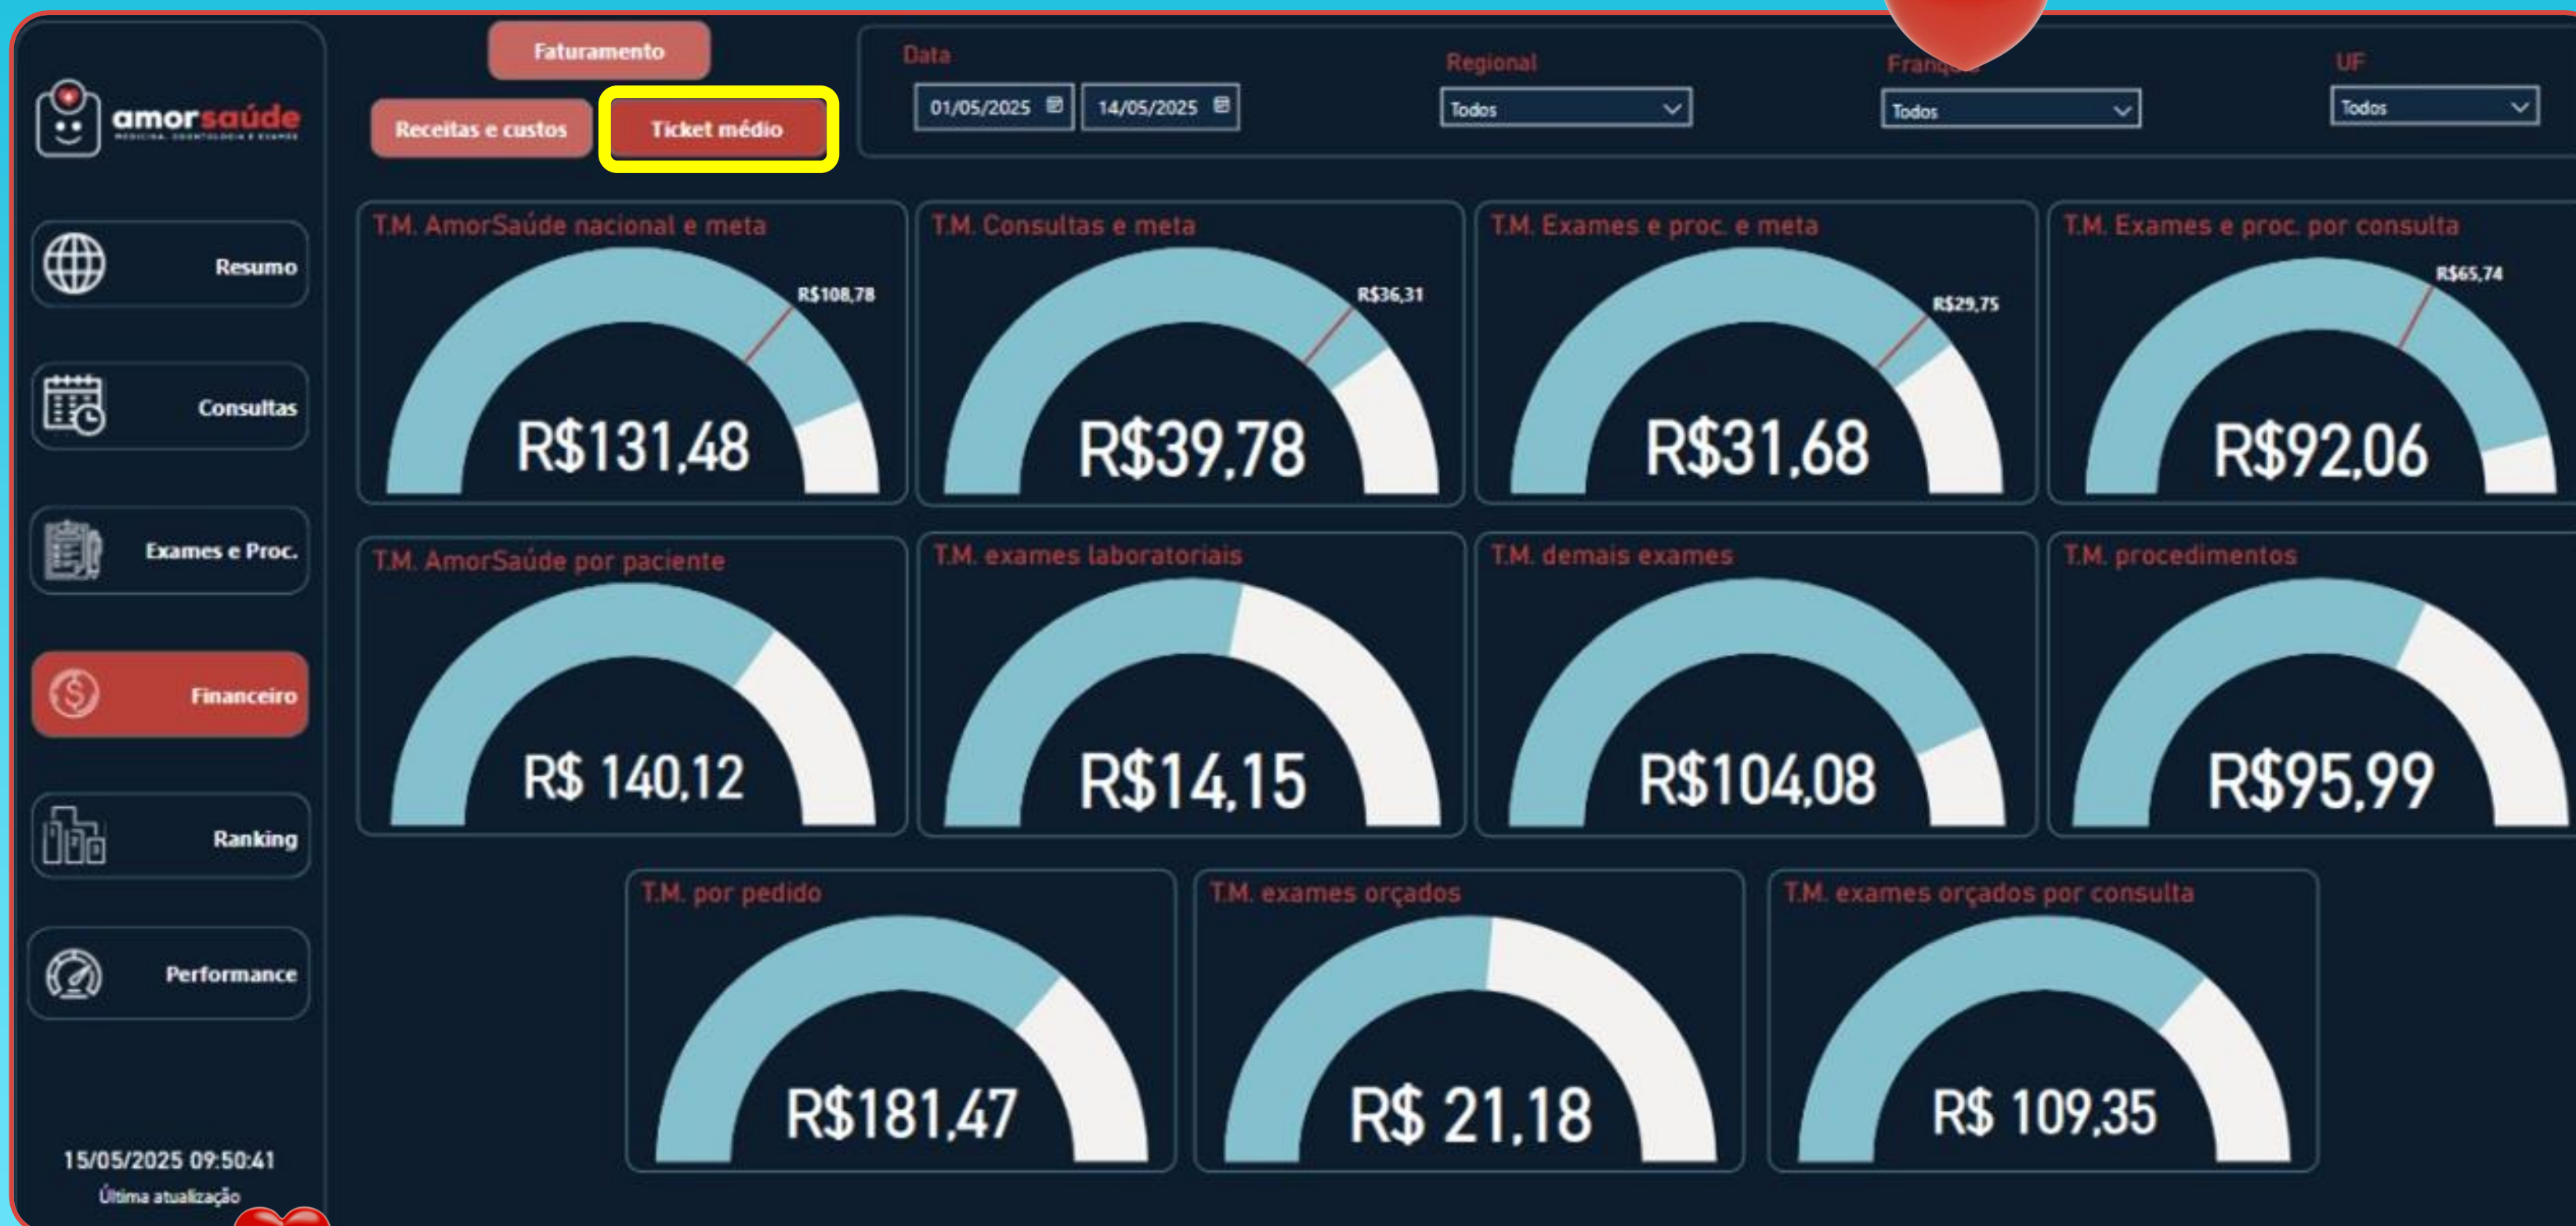 amorsaúde
MEDICINA, ODONTOLOGIA E EXAMES
Resumo
Consultas
Exames e Proc.
Financeiro
Ranking
Performance
15/05/2025 09:50:41
Última atualização
Faturamento
Receitas e custos
Ticket médio
Data
01/05/2025
14/05/2025
Regional
Todos
Todos
UF
Todos
T.M. AmorSaúde nacional e meta
R$108,78
R$131,48
T.M. Consultas e meta
R$36,31
R$39,78
T.M. Exames e proc. e meta
R$29,75
R$31,68
T.M. Exames e proc. por consulta
R$65,74
R$92,06
T.M. AmorSaúde por paciente
R$ 140,12
T.M. exames laboratoriais
R$14,15
T.M. demais exames
R$104,08
T.M. procedimentos
R$95,99
T.M. por pedido
R$181,47
T.M. exames orçados
R$ 21,18
T.M. exames orçados por consulta
R$ 109,35